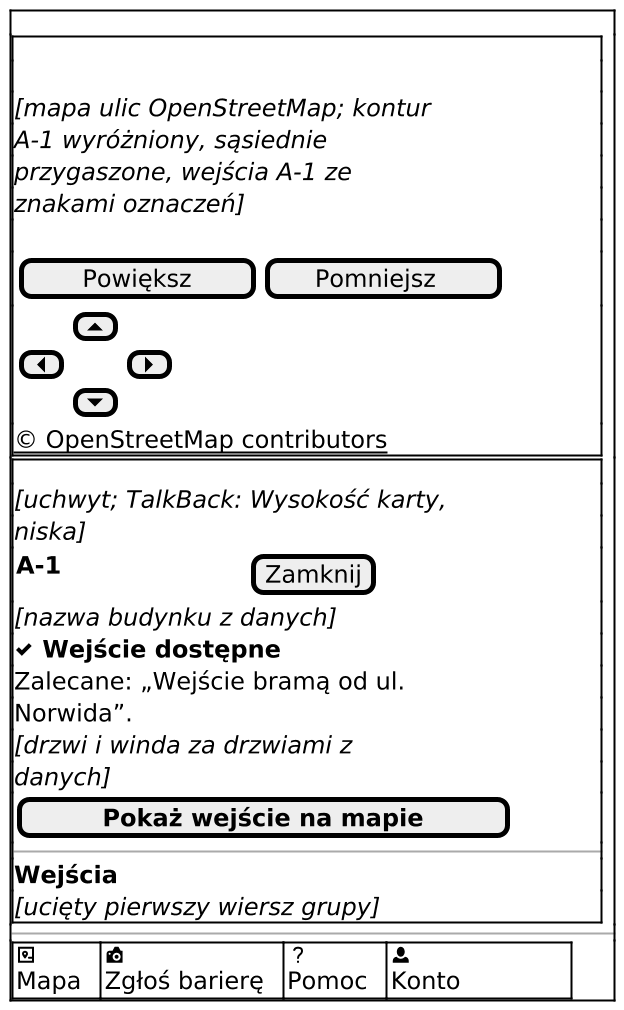 [mapa ulic OpenStreetMap; kontur
A-1 wyróżniony, sąsiednie
przygaszone, wejścia A-1 ze
znakami oznaczeń]
Powiększ Pomniejsz
© OpenStreetMap contributors
[uchwyt; TalkBack: Wysokość karty,
niska]
A-1 Zamknij
[nazwa budynku z danych]
✓ Wejście dostępne
Zalecane: „Wejście bramą od ul.
Norwida”.
[drzwi i winda za drzwiami z
danych]
Pokaż wejście na mapie
Wejścia
[ucięty pierwszy wiersz grupy]
?
Mapa Zgłoś barierę Pomoc Konto